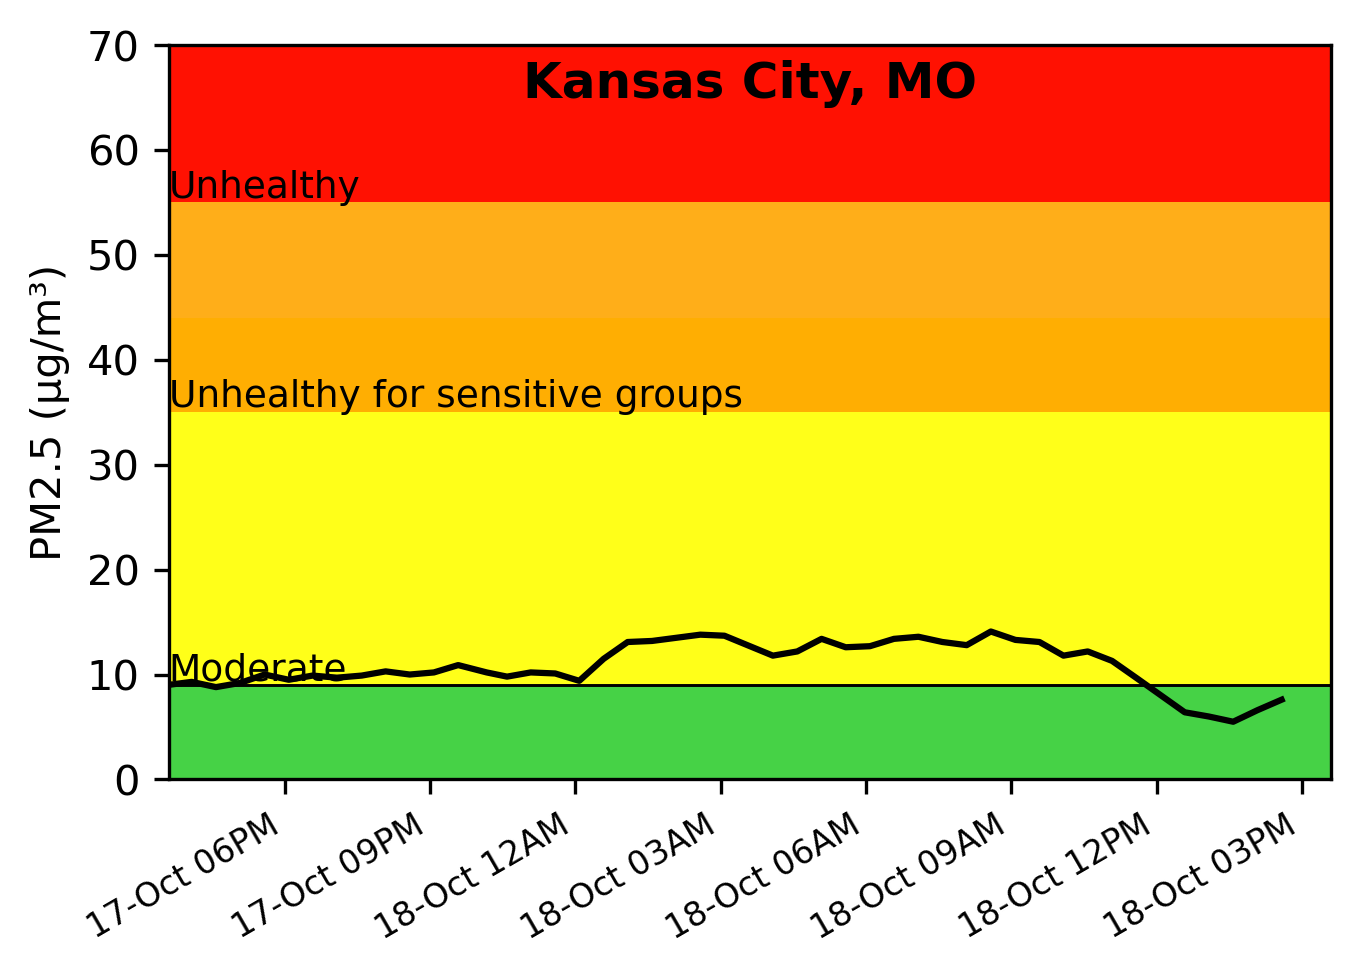 Kansas City, MO
PM2.5 (µg/m³)
70
60
50
40
30
20
10
0
Unhealthy
Unhealthy for sensitive groups
Moderate
17-Oct 06PM
17-Oct 09PM
18-Oct 12AM
18-Oct 03AM
18-Oct 06AM
18-Oct 09AM
18-Oct 12PM
18-Oct 03PM